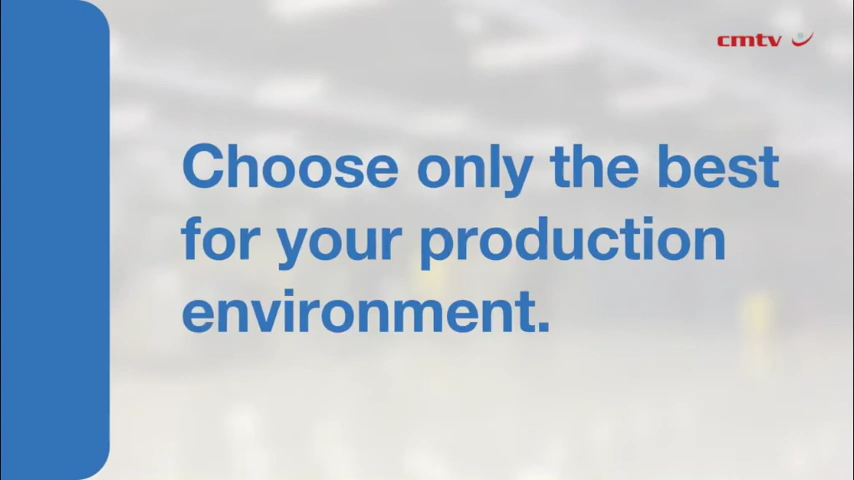 cmtv
Choose only the best
for your production
environment.